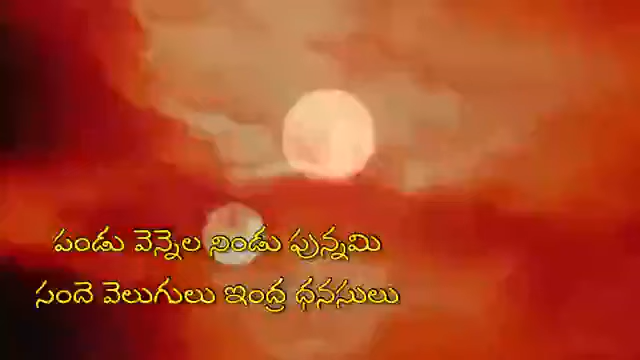 పండు వెన్నెల నిండు పున్నమి
సందె వెలుగులు ఇంద్ర ధనసులు